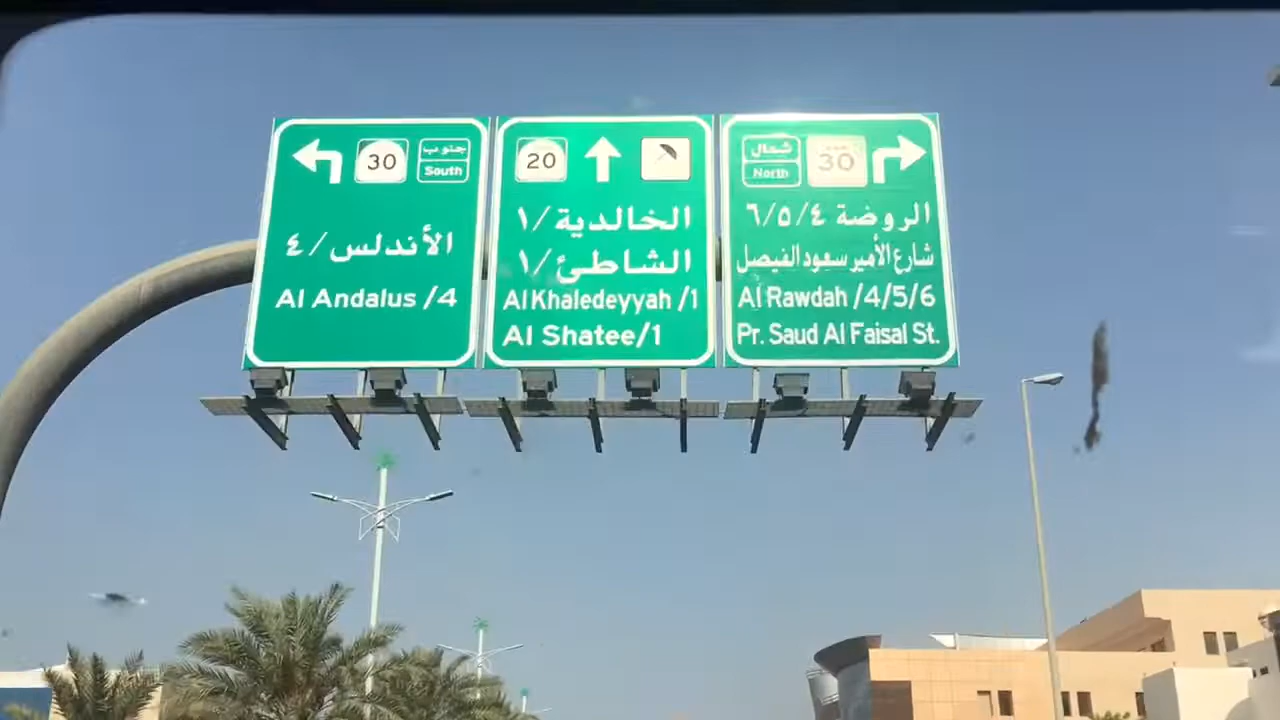 30 جنوب
South
الأندلس/٤
Al Andalus /4
20
الخالدية/١
الشاطئ/١
Al Khaledeyyah /1
Al Shatee/1
شمال 30
North
الروضة ٤/٥/٦
شارع الأمير سعود الفيصل
Al Rawdah /4/5/6
Pr. Saud Al Faisal St.